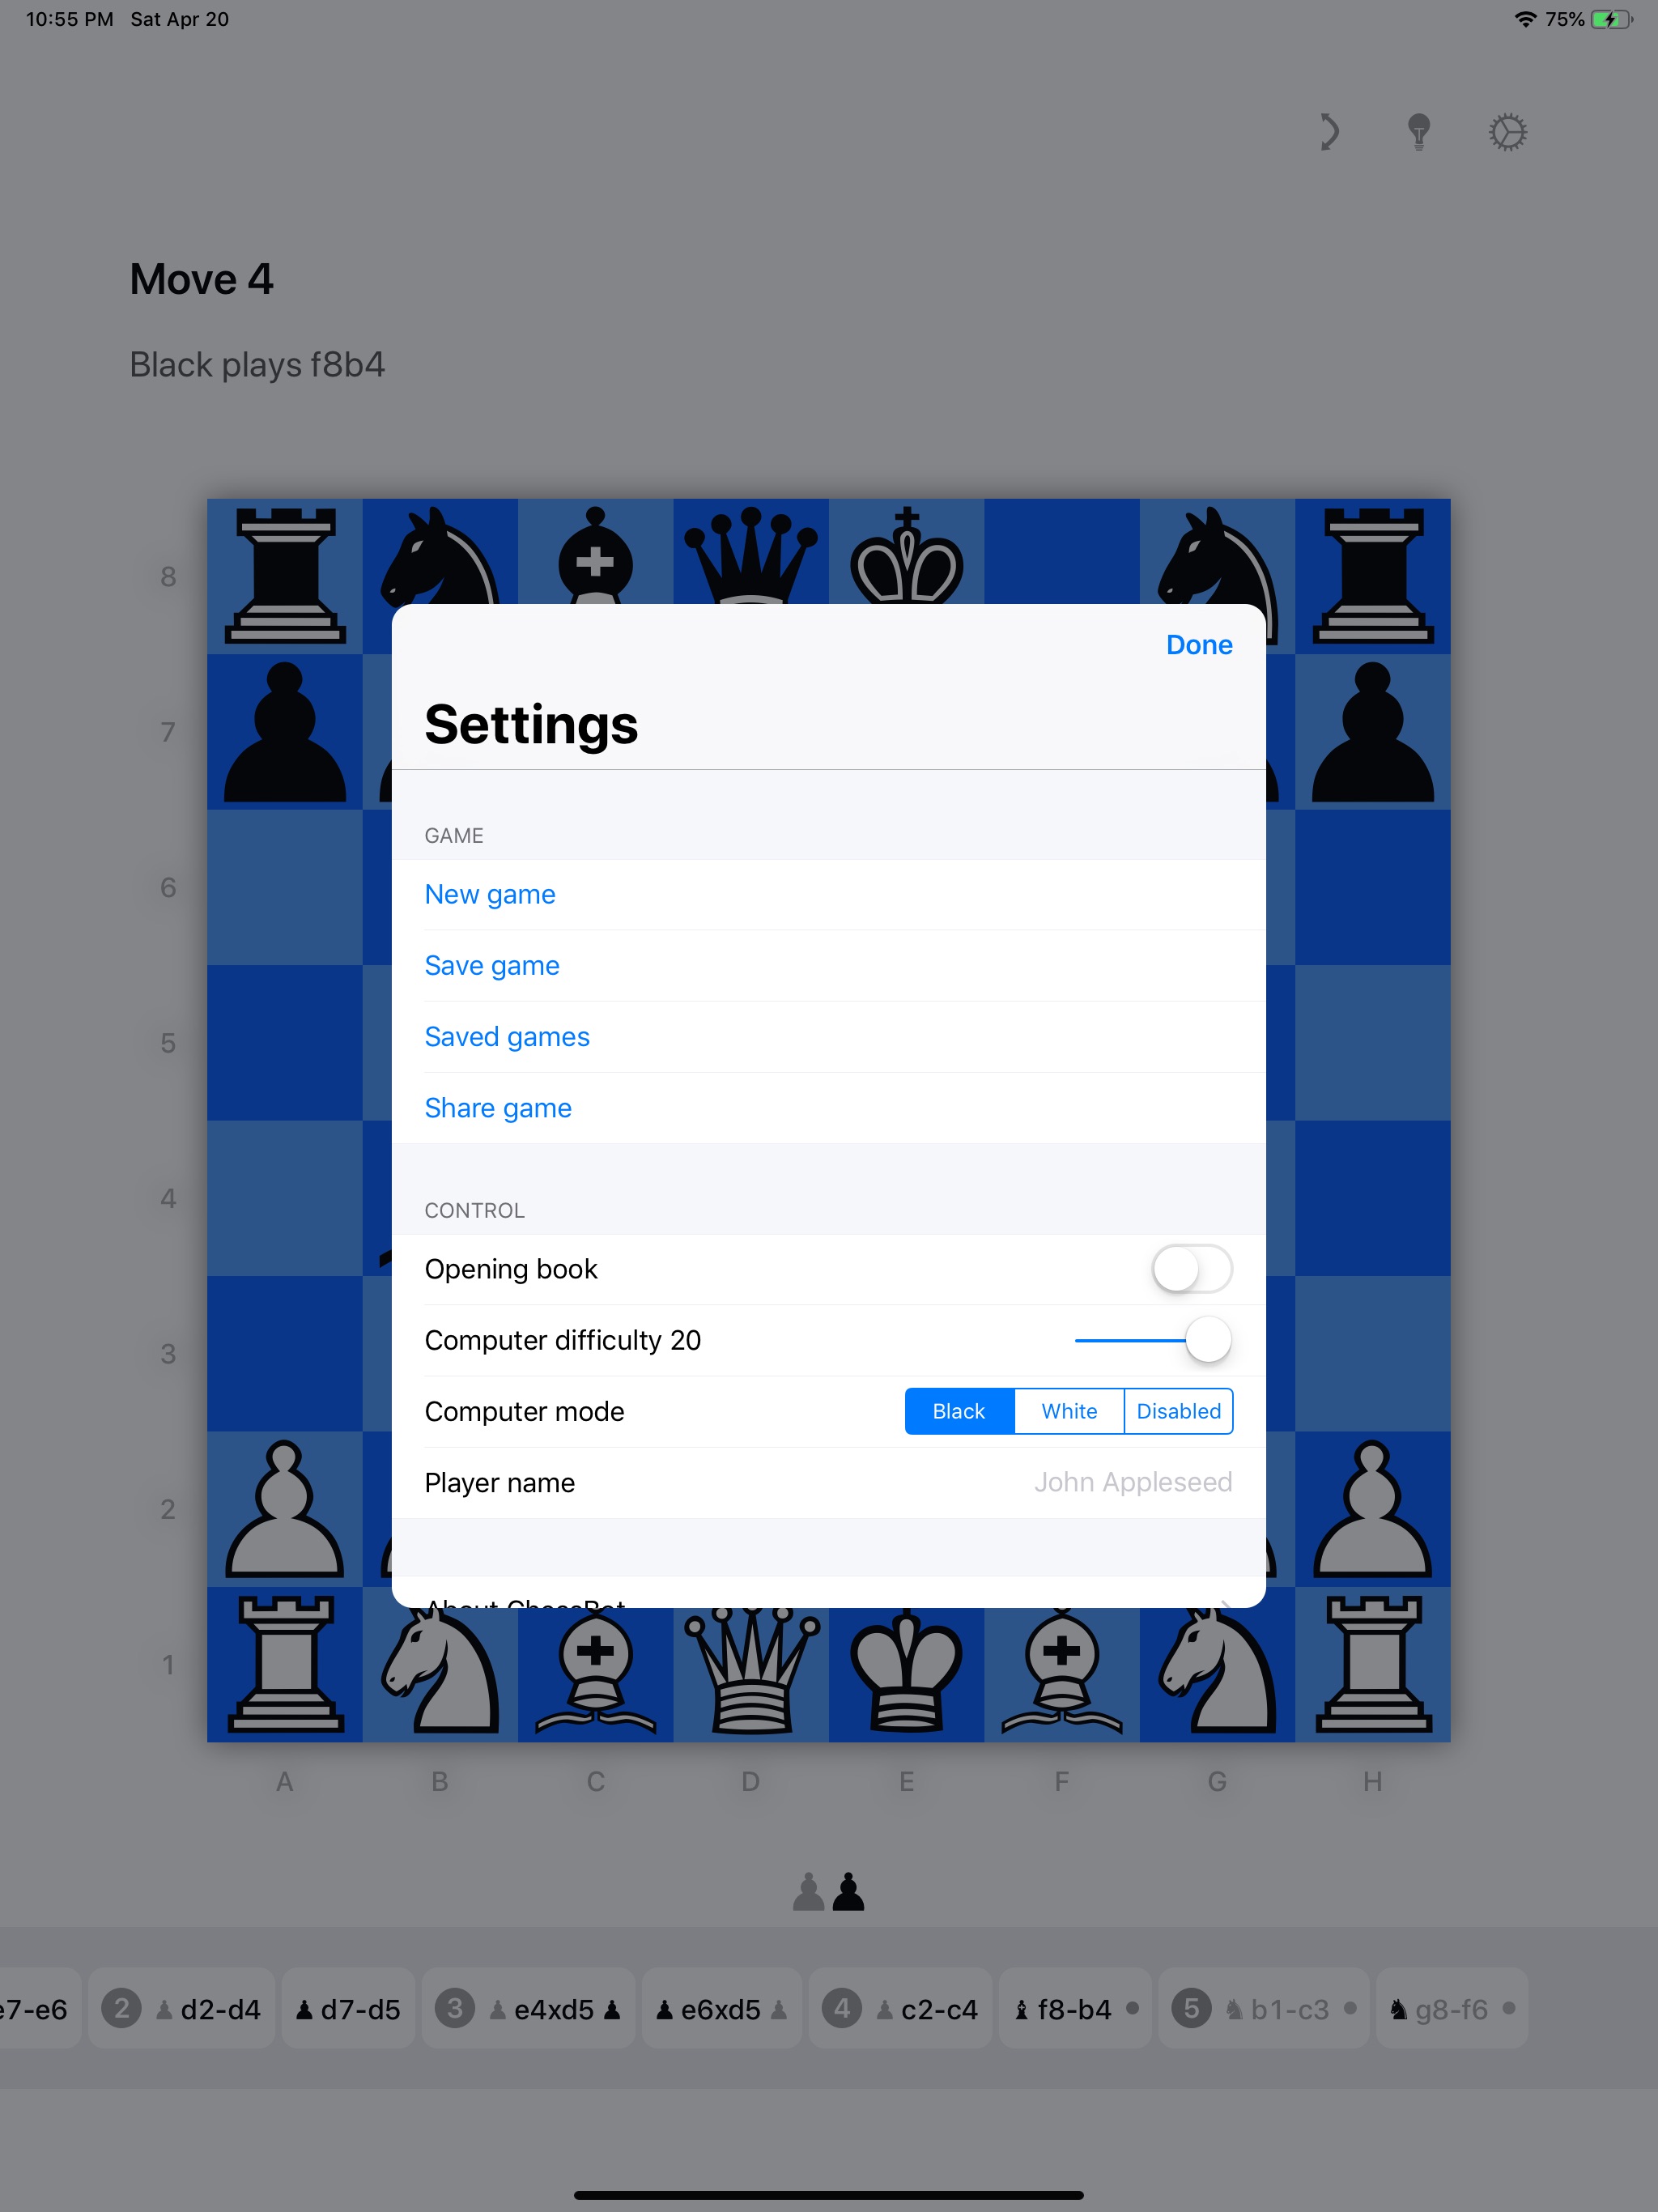 10:55 PM Sat Apr 20 75%
Move 4
Black plays f8b4
8
7
6
5
4
3
2
1
Done
Settings
GAME
New game
Save game
Saved games
Share game
CONTROL
Opening book
Computer difficulty 20
Computer mode Black White Disabled
Player name John Appleseed
About ChessBot
A B C D E F G H
e7-e6 2 d2-d4 d7-d5 3 e4xd5 e6xd5 4 c2-c4 f8-b4 5 b1-c3 g8-f6